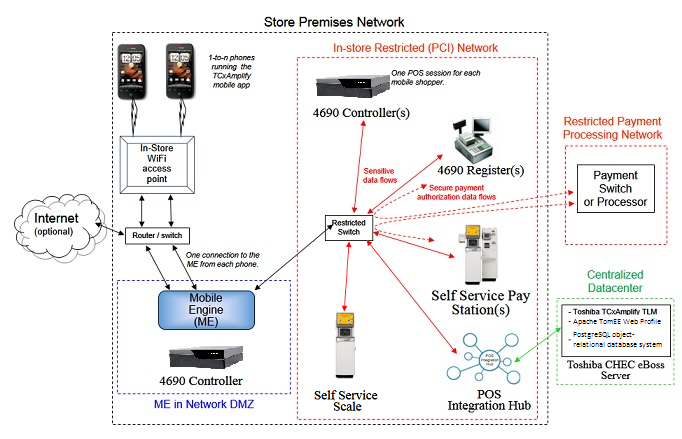 Store Premises Network
In-store Restricted (PCI) Network
1-to-n phones
running the
TCxAmplify
mobile app
One POS session for each
mobile shopper.
4690 Controller(s)
Restricted Payment
Processing Network
In-Store
WiFi
access
point
Sensitive
data flows
4690 Register(s)
Secure payment
authorization data flows
Payment
Switch
or Processor
Internet
(optional)
Router / switch
Restricted
Switch
One connection to the
ME from each phone.
Mobile
Engine
(ME)
Self Service Pay
Station(s)
Centralized
Datacenter
- Toshiba TCxAmplify TLM
- Apache TomEE Web Profile
- PostgreSQL object-
relational database system
Toshiba CHEC eBoss
Server
4690 Controller
ME in Network DMZ
Self Service
Scale
POS
Integration
Hub
POS
Integration Hub